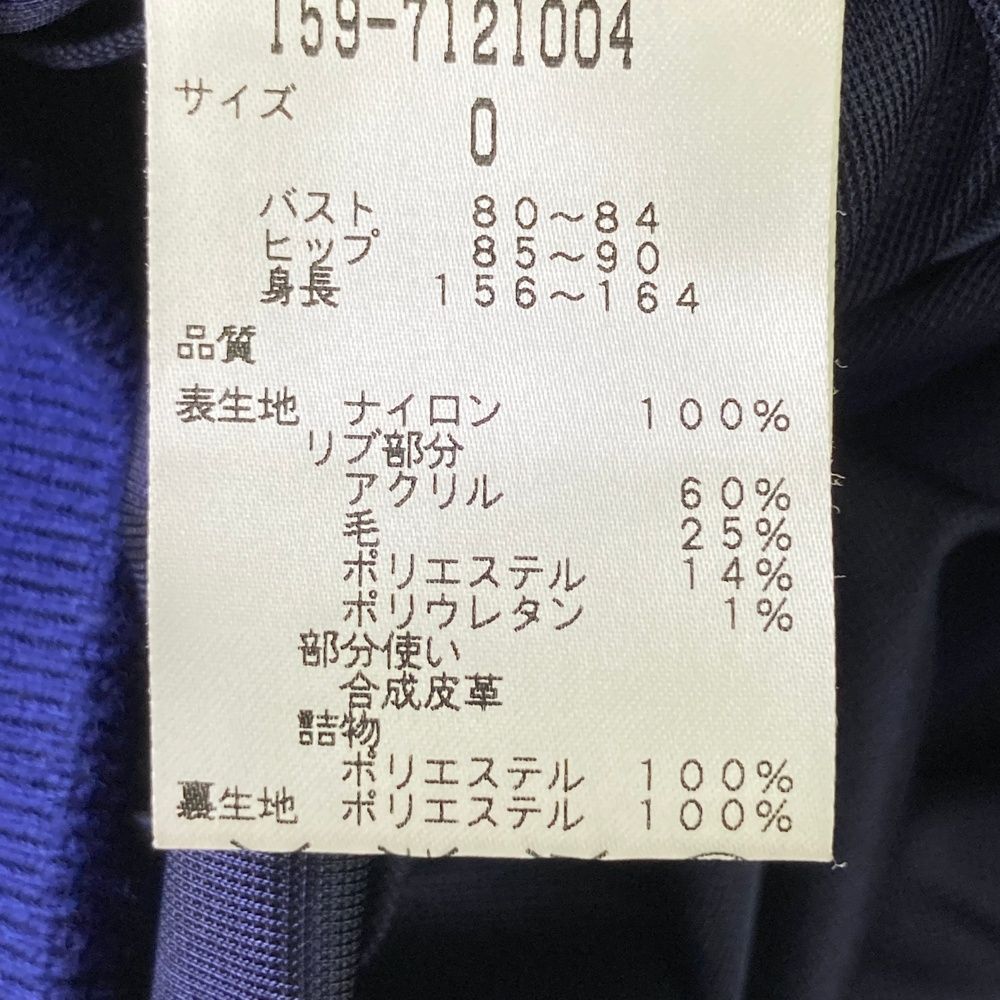 159-7121004
サイズ 0
バスト 80～84
ヒップ 85～90
身長 156～164
品質
表生地 ナイロン 100%
リブ部分
アクリル 60%
毛 25%
ポリエステル 14%
ポリウレタン 1%
部分使い
合成皮革
詰物
ポリエステル 100%
裏生地 ポリエステル 100%